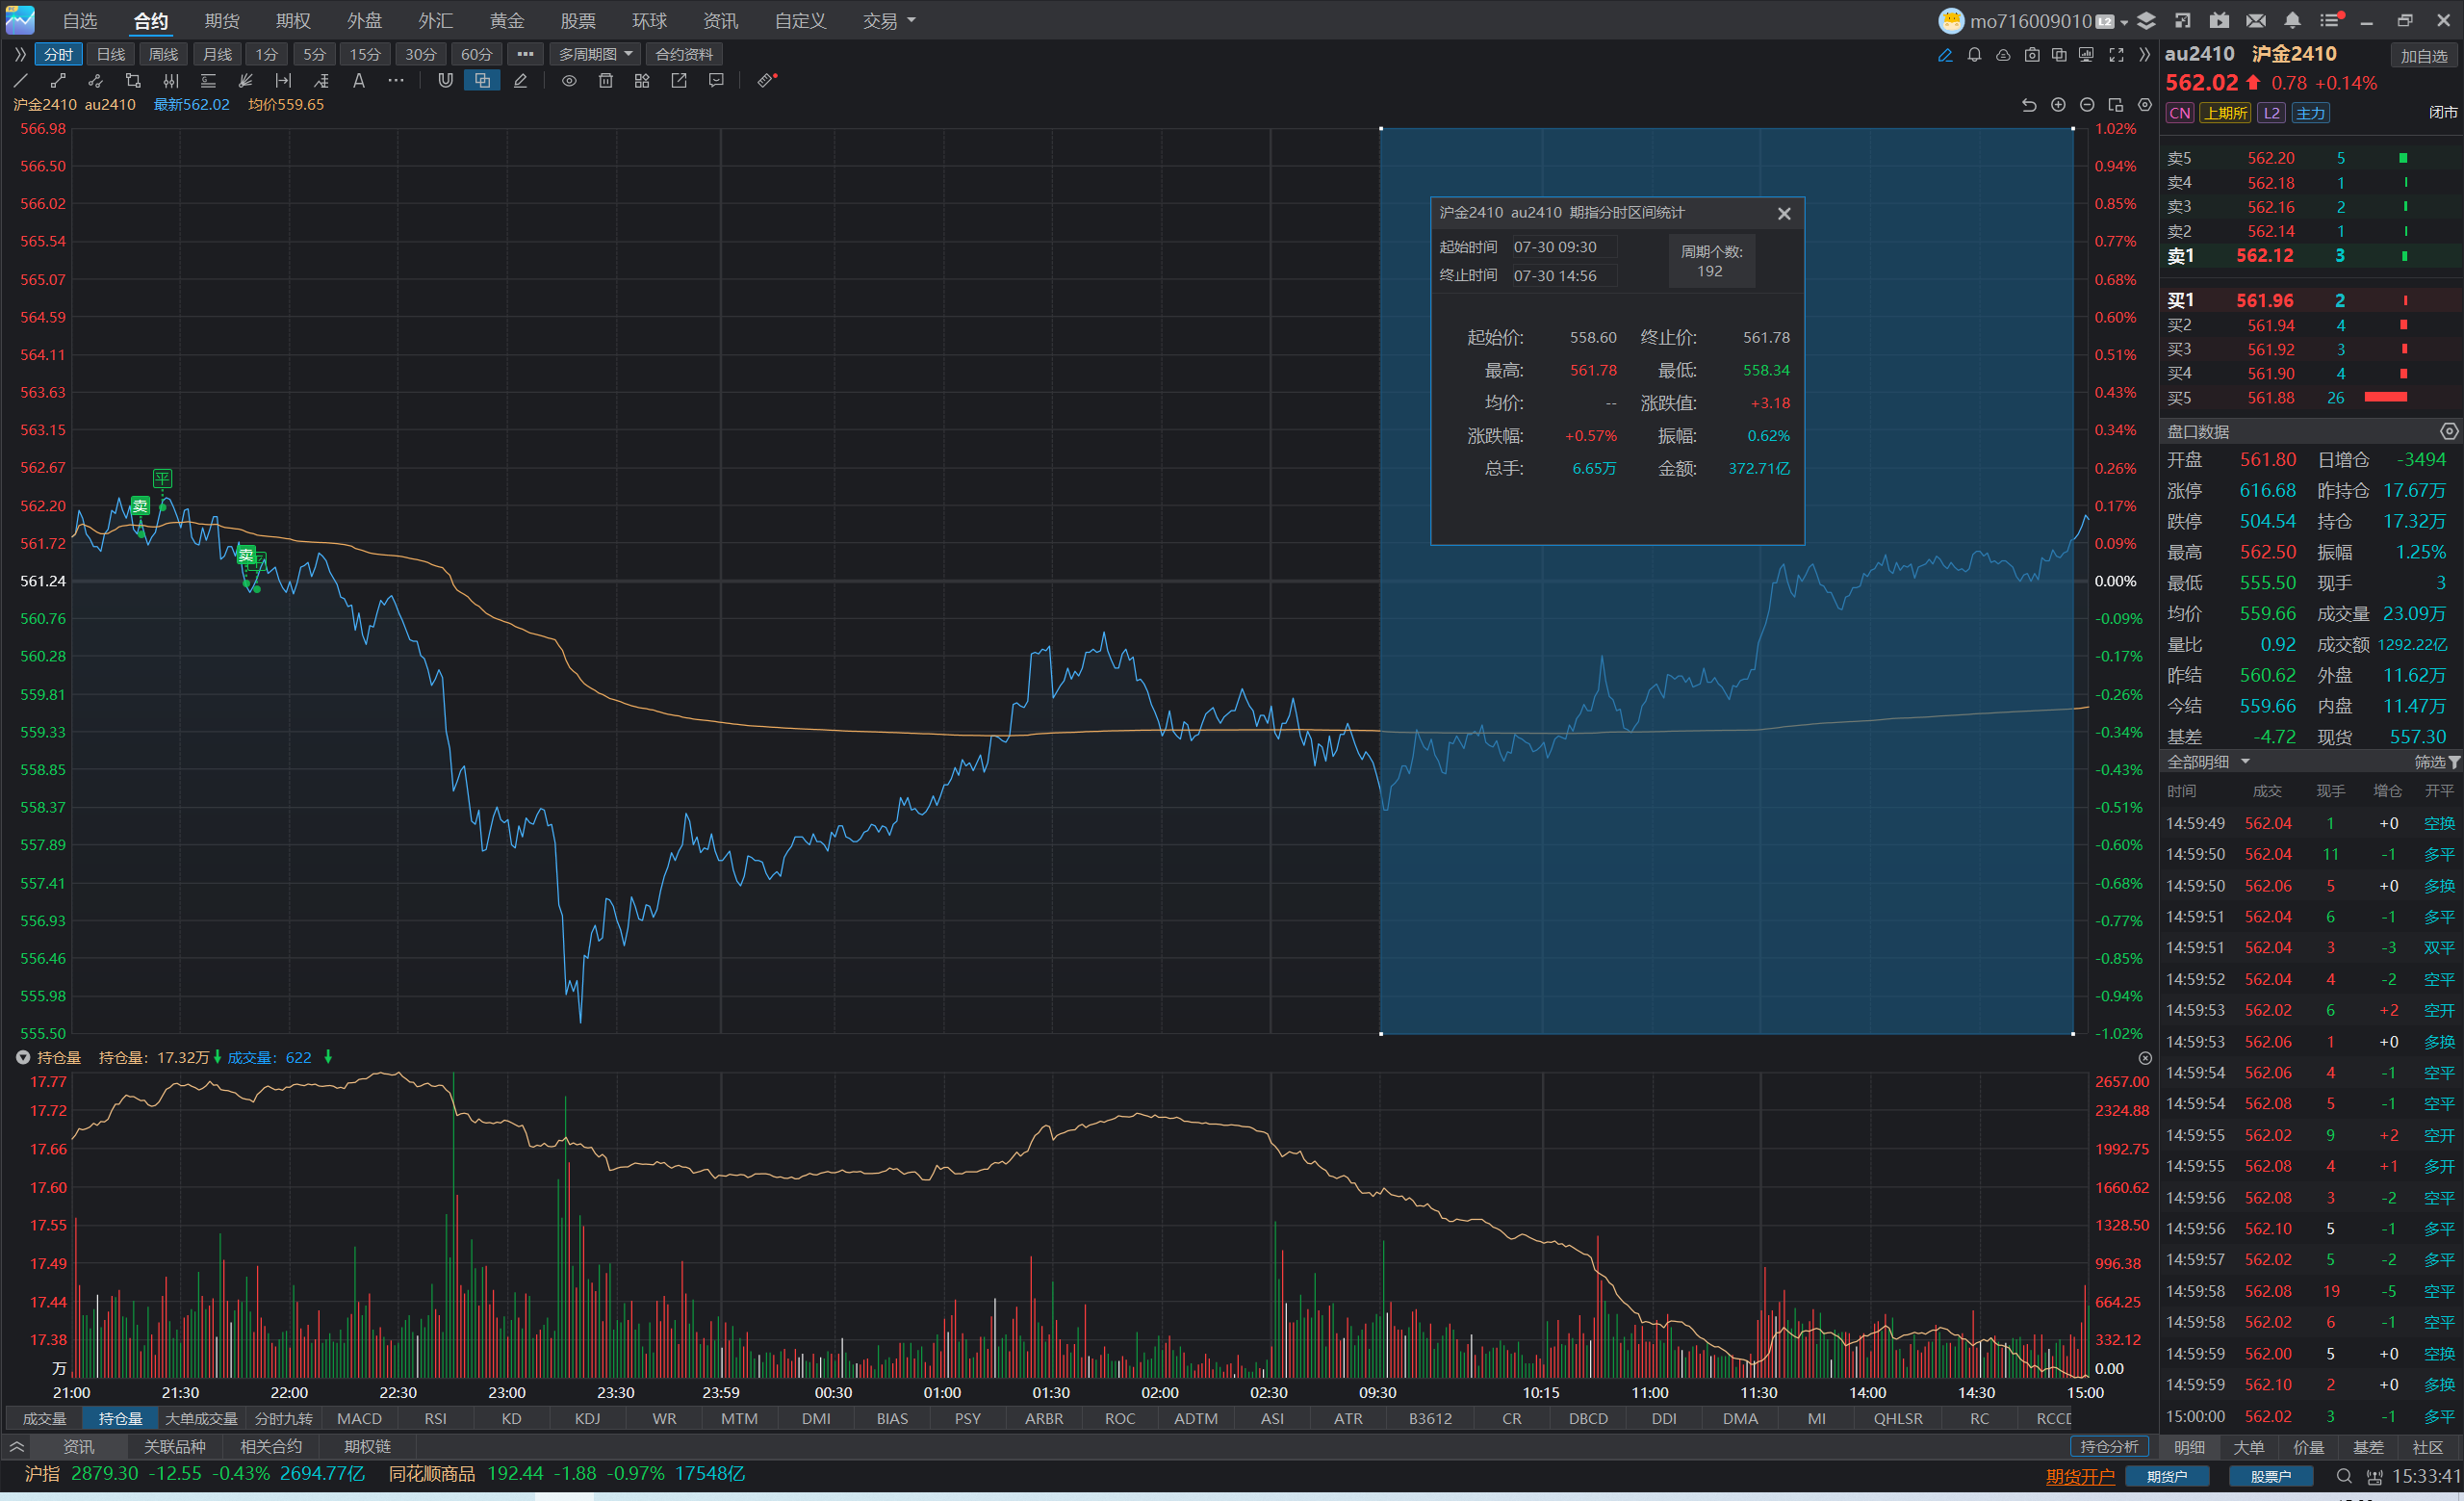 自选 合约 期货 期权 外盘 外汇 黄金 股票 环球 资讯 自定义 交易 mo716009010 L2
分时 日线 周线 月线 1分 5分 15分 30分 60分 ••• 多周期图 合约资料
沪金2410 au2410 最新562.02 均价559.65
566.98 1.02%
566.50 0.94%
566.02 0.85%
565.54 0.77%
565.07 0.68%
564.59 0.60%
564.11 0.51%
563.63 0.43%
563.15 0.34%
562.67 0.26%
562.20 0.17%
561.72 0.09%
561.24 0.00%
560.76 -0.09%
560.28 -0.17%
559.81 -0.26%
559.33 -0.34%
558.85 -0.43%
558.37 -0.51%
557.89 -0.60%
557.41 -0.68%
556.93 -0.77%
556.46 -0.85%
555.98 -0.94%
555.50 -1.02%
平
卖
卖
沪金2410 au2410 期指分时区间统计
起始时间 07-30 09:30
终止时间 07-30 14:56
周期个数:
192
起始价: 558.60 终止价: 561.78
最高: 561.78 最低: 558.34
均价: -- 涨跌值: +3.18
涨跌幅: +0.57% 振幅: 0.62%
总手: 6.65万 金额: 372.71亿
持仓量 持仓量: 17.32万 成交量: 622
17.77 2657.00
17.72 2324.88
17.66 1992.75
17.60 1660.62
17.55 1328.50
17.49 996.38
17.44 664.25
17.38 332.12
万 0.00
21:00 21:30 22:00 22:30 23:00 23:30 23:59 00:30 01:00 01:30 02:00 02:30 09:30 10:15 11:00 11:30 14:00 14:30 15:00
成交量 持仓量 大单成交量 分时九转 MACD RSI KD KDJ WR MTM DMI BIAS PSY ARBR ROC ADTM ASI ATR B3612 CR DBCD DDI DMA MI QHLSR RC RCCD
资讯 关联品种 相关合约 期权链 持仓分析
au2410 沪金2410 加自选
562.02 0.78 +0.14%
CN 上期所 L2 主力 闭市
卖5 562.20 5
卖4 562.18 1
卖3 562.16 2
卖2 562.14 1
卖1 562.12 3
买1 561.96 2
买2 561.94 4
买3 561.92 3
买4 561.90 4
买5 561.88 26
盘口数据
开盘 561.80 日增仓 -3494
涨停 616.68 昨持仓 17.67万
跌停 504.54 持仓 17.32万
最高 562.50 振幅 1.25%
最低 555.50 现手 3
均价 559.66 成交量 23.09万
量比 0.92 成交额 1292.22亿
昨结 560.62 外盘 11.62万
今结 559.66 内盘 11.47万
基差 -4.72 现货 557.30
全部明细 筛选
时间 成交 现手 增仓 开平
14:59:49 562.04 1 +0 空换
14:59:50 562.04 11 -1 多平
14:59:50 562.06 5 +0 多换
14:59:51 562.04 6 -1 多平
14:59:51 562.04 3 -3 双平
14:59:52 562.04 4 -2 空平
14:59:53 562.02 6 +2 空开
14:59:53 562.06 1 +0 多换
14:59:54 562.06 4 -1 空平
14:59:54 562.08 5 -1 空平
14:59:55 562.02 9 +2 空开
14:59:55 562.08 4 +1 多开
14:59:56 562.08 3 -2 空平
14:59:56 562.10 5 -1 多平
14:59:57 562.02 5 -2 多平
14:59:58 562.08 19 -5 空平
14:59:58 562.02 6 -1 空平
14:59:59 562.00 5 +0 空换
14:59:59 562.10 2 +0 多换
15:00:00 562.02 3 -1 多平
明细 大单 价量 基差 社区
沪指 2879.30 -12.55 -0.43% 2694.77亿 同花顺商品 192.44 -1.88 -0.97% 17548亿 期货开户 期货户 股票户 15:33:41